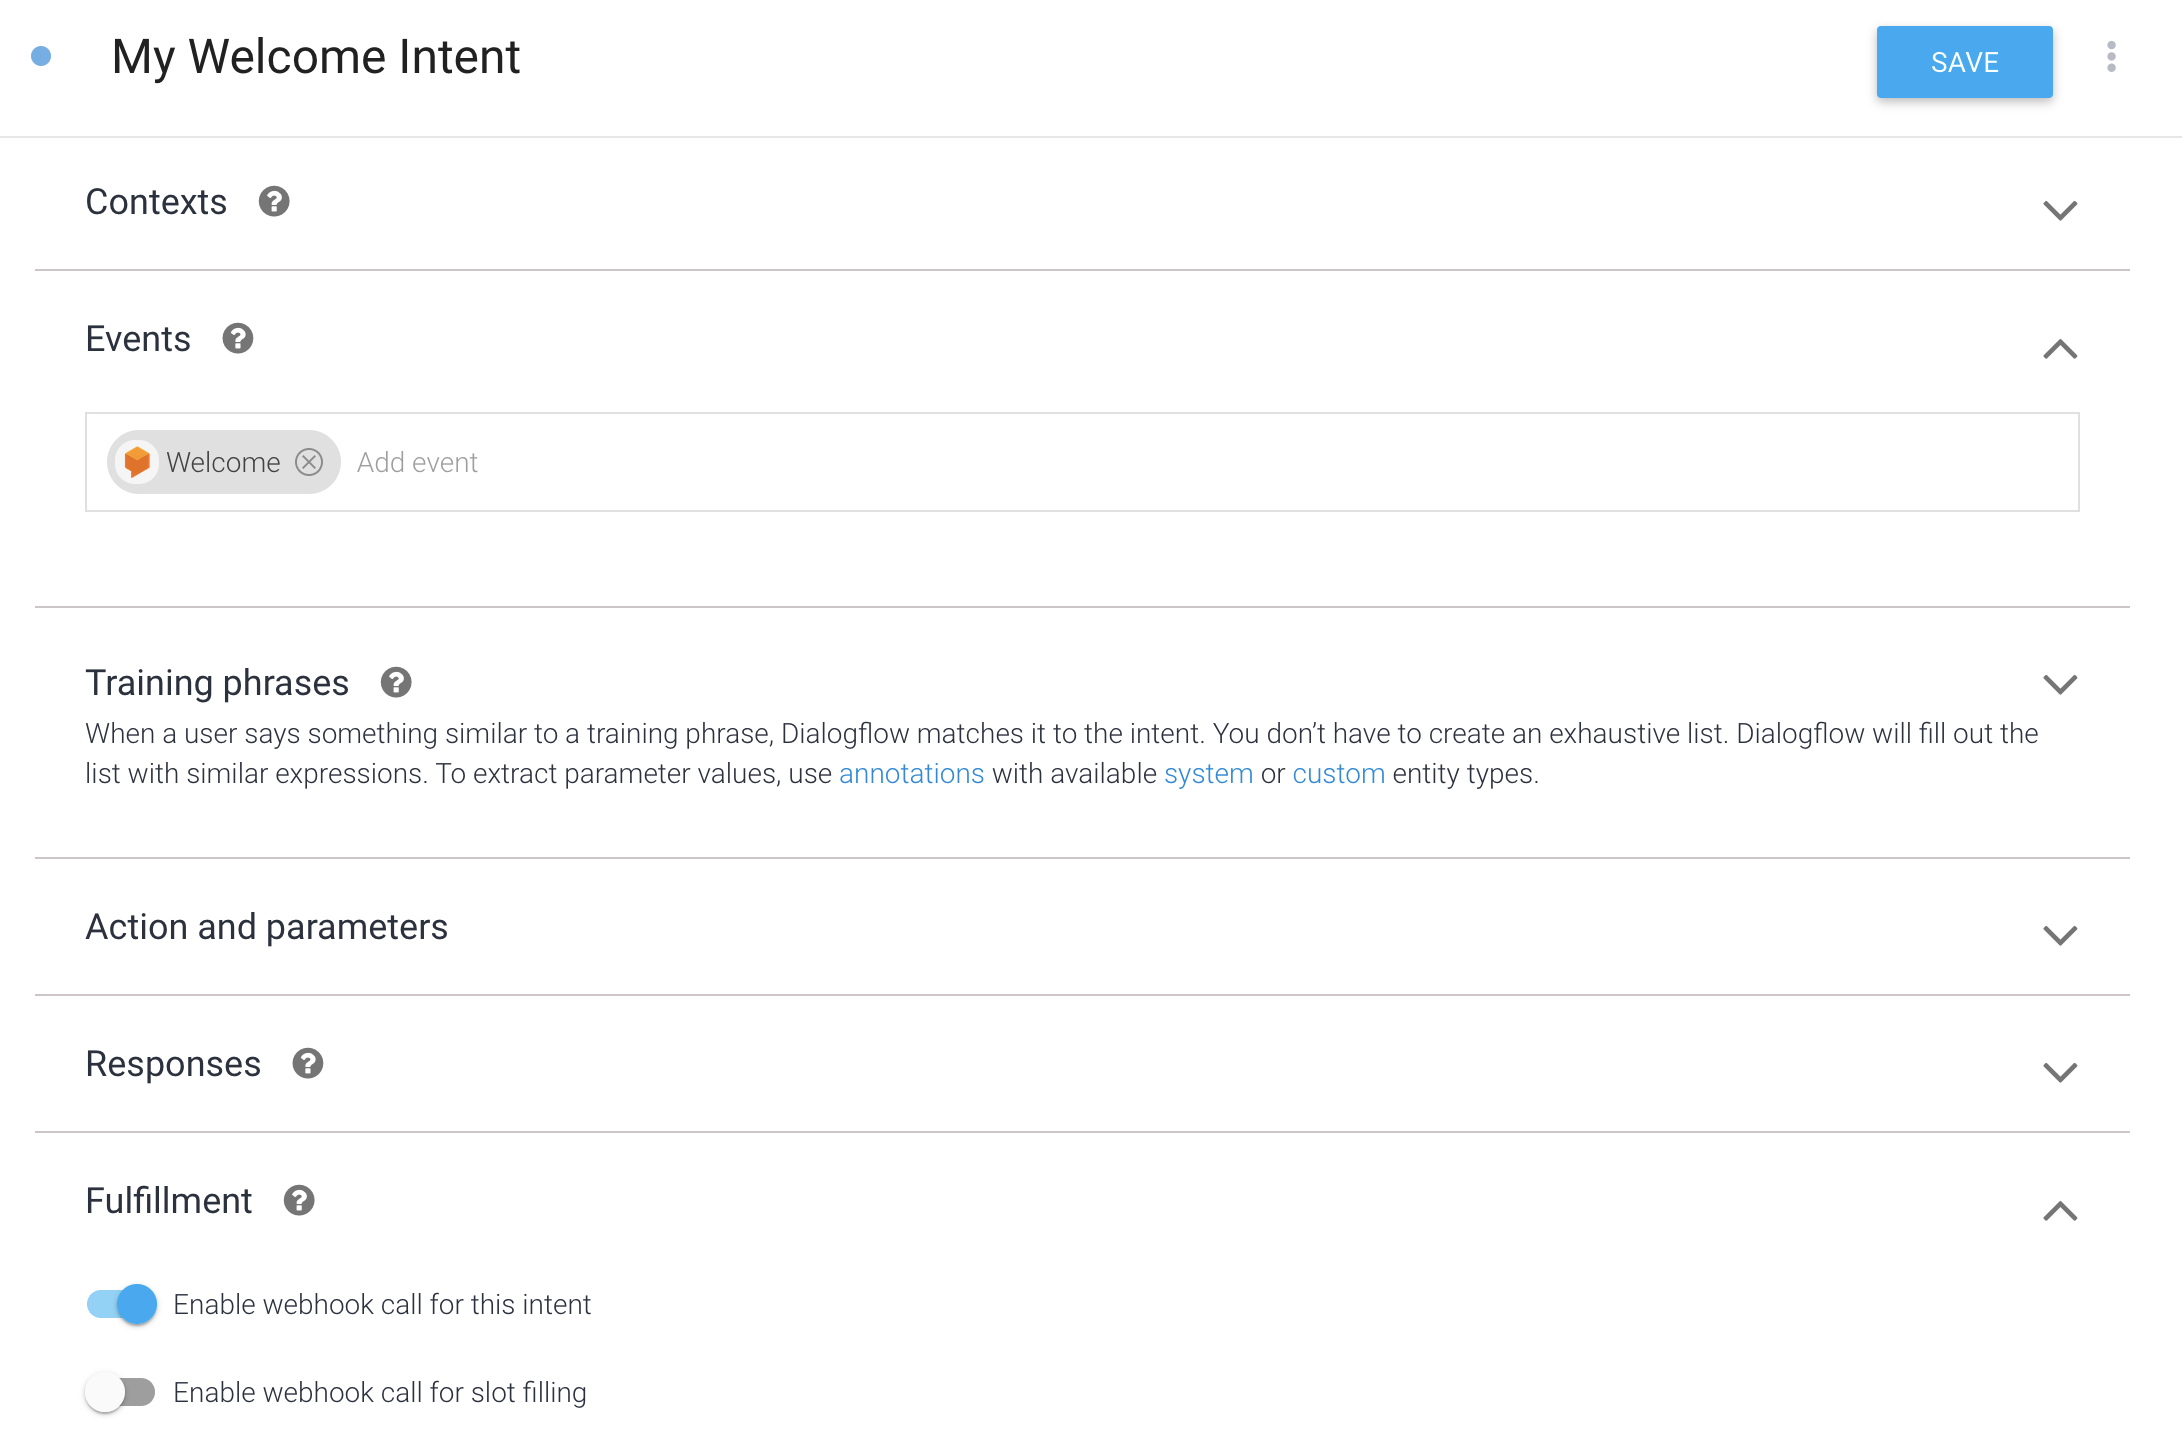 My Welcome Intent
SAVE
Contexts
Events
Welcome
Add event
Training phrases
When a user says something similar to a training phrase, Dialogflow matches it to the intent. You don’t have to create an exhaustive list. Dialogflow will fill out the
list with similar expressions. To extract parameter values, use annotations with available system or custom entity types.
Action and parameters
Responses
Fulfillment
Enable webhook call for this intent
Enable webhook call for slot filling